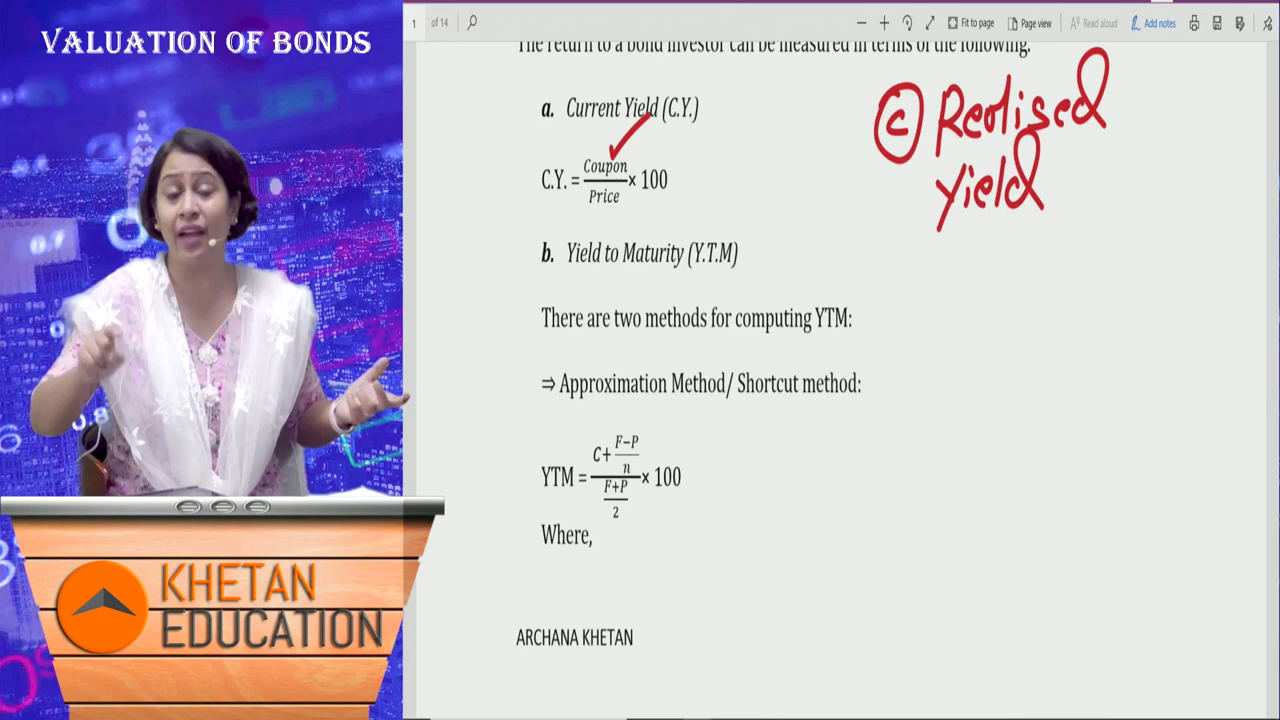 VALUATION OF BONDS
1 of 14
Fit to page
Page view
Read aloud
Add notes
The return to a bond investor can be measured in terms of the following.
a. Current Yield (C.Y.)
C.Y. = Coupon/Price × 100
b. Yield to Maturity (Y.T.M)
There are two methods for computing YTM:
⇒ Approximation Method/ Shortcut method:
YTM = (C+ (F−P)/n) / ((F+P)/2) × 100
Where,
ARCHANA KHETAN
C Realised
Yield
KHETAN
EDUCATION